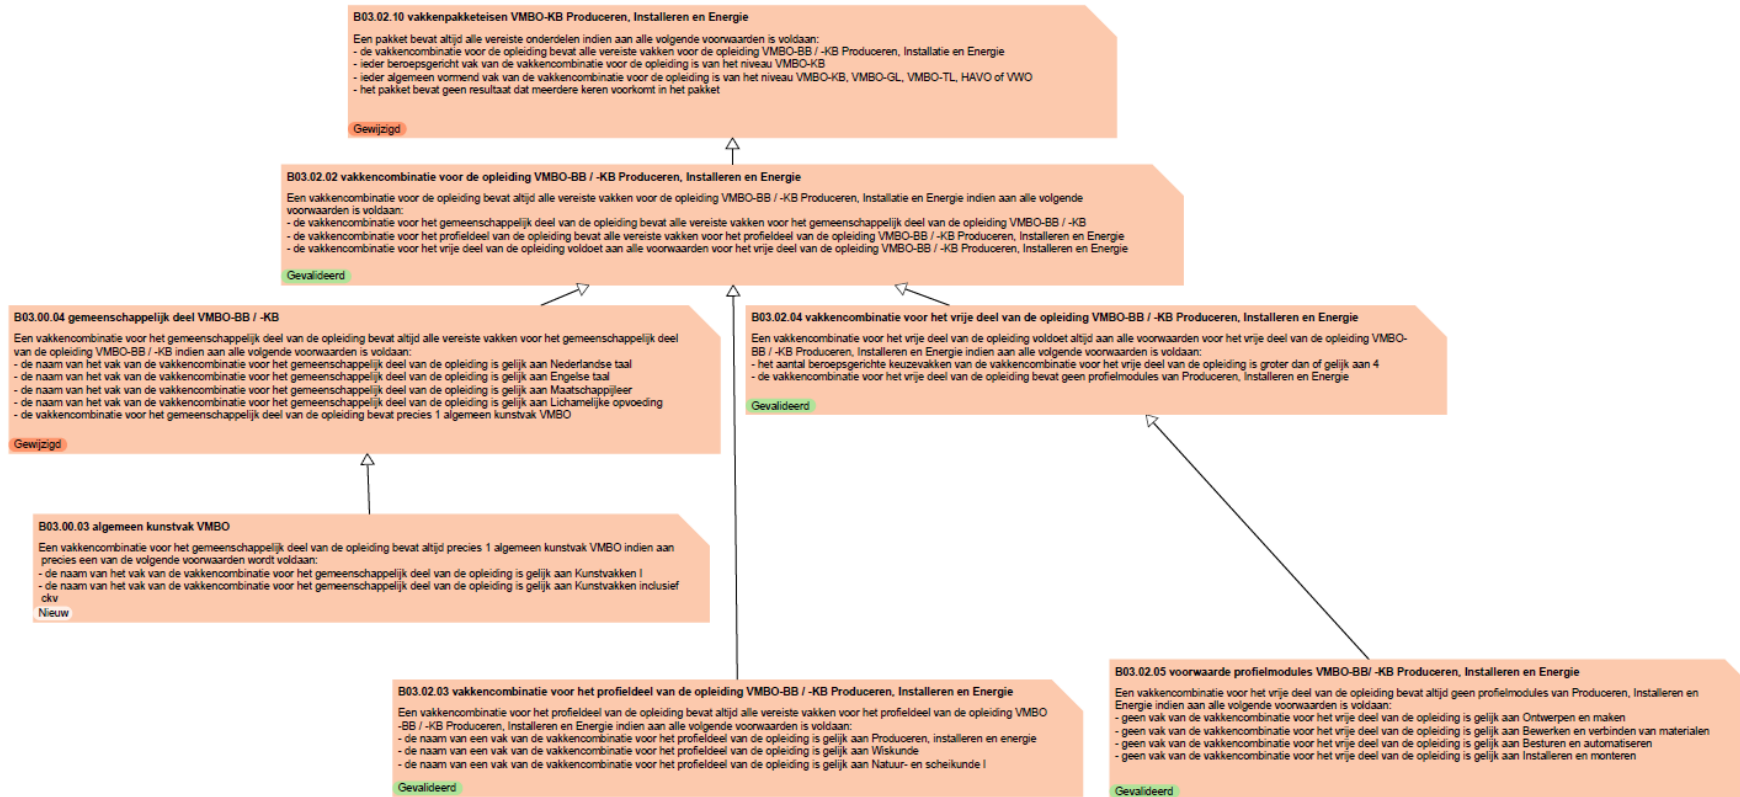 B03.02.10 vakkenpakketeisen VMBO-KB Produceren, Installeren en Energie
Een pakket bevat altijd alle vereiste onderdelen indien aan alle volgende voorwaarden is voldaan:
- de vakkencombinatie voor de opleiding bevat alle vereiste vakken voor de opleiding VMBO-BB / -KB Produceren, Installatie en Energie
- ieder beroepsgericht vak van de vakkencombinatie voor de opleiding is van het niveau VMBO-KB
- ieder algemeen vormend vak van de vakkencombinatie voor de opleiding is van het niveau VMBO-KB, VMBO-GL, VMBO-TL, HAVO of VWO
- het pakket bevat geen resultaat dat meerdere keren voorkomt in het pakket
Gewijzigd
B03.02.02 vakkencombinatie voor de opleiding VMBO-BB / -KB Produceren, Installeren en Energie
Een vakkencombinatie voor de opleiding bevat altijd alle vereiste vakken voor de opleiding VMBO-BB / -KB Produceren, Installatie en Energie indien aan alle volgende
voorwaarden is voldaan:
- de vakkencombinatie voor het gemeenschappelijk deel van de opleiding bevat alle vereiste vakken voor het gemeenschappelijk deel van de opleiding VMBO-BB / -KB
- de vakkencombinatie voor het profieldeel van de opleiding bevat alle vereiste vakken voor het profieldeel van de opleiding VMBO-BB / -KB Produceren, Installeren en Energie
- de vakkencombinatie voor het vrije deel van de opleiding voldoet aan alle voorwaarden voor het vrije deel van de opleiding VMBO-BB / -KB Produceren, Installeren en Energie
Gevalideerd
B03.00.04 gemeenschappelijk deel VMBO-BB / -KB
Een vakkencombinatie voor het gemeenschappelijk deel van de opleiding bevat altijd alle vereiste vakken voor het gemeenschappelijk deel
van de opleiding VMBO-BB / -KB indien aan alle volgende voorwaarden is voldaan:
- de naam van het vak van de vakkencombinatie voor het gemeenschappelijk deel van de opleiding is gelijk aan Nederlandse taal
- de naam van het vak van de vakkencombinatie voor het gemeenschappelijk deel van de opleiding is gelijk aan Engelse taal
- de naam van het vak van de vakkencombinatie voor het gemeenschappelijk deel van de opleiding is gelijk aan Maatschappijleer
- de naam van het vak van de vakkencombinatie voor het gemeenschappelijk deel van de opleiding is gelijk aan Lichamelijke opvoeding
- de vakkencombinatie voor het gemeenschappelijk deel van de opleiding bevat precies 1 algemeen kunstvak VMBO
Gewijzigd
B03.02.04 vakkencombinatie voor het vrije deel van de opleiding VMBO-BB / -KB Produceren, Installeren en Energie
Een vakkencombinatie voor het vrije deel van de opleiding voldoet altijd aan alle voorwaarden voor het vrije deel van de opleiding VMBO-
BB / -KB Produceren, Installeren en Energie indien aan alle volgende voorwaarden is voldaan:
- het aantal beroepsgerichte keuzevakken van de vakkencombinatie voor het vrije deel van de opleiding is groter dan of gelijk aan 4
- de vakkencombinatie voor het vrije deel van de opleiding bevat geen profielmodules van Produceren, Installeren en Energie
Gevalideerd
B03.00.03 algemeen kunstvak VMBO
Een vakkencombinatie voor het gemeenschappelijk deel van de opleiding bevat altijd precies 1 algemeen kunstvak VMBO indien aan
precies een van de volgende voorwaarden wordt voldaan:
- de naam van het vak van de vakkencombinatie voor het gemeenschappelijk deel van de opleiding is gelijk aan Kunstvakken I
- de naam van het vak van de vakkencombinatie voor het gemeenschappelijk deel van de opleiding is gelijk aan Kunstvakken inclusief
ckv
Nieuw
B03.02.03 vakkencombinatie voor het profieldeel van de opleiding VMBO-BB / -KB Produceren, Installeren en Energie
Een vakkencombinatie voor het profieldeel van de opleiding bevat altijd alle vereiste vakken voor het profieldeel van de opleiding VMBO
-BB / -KB Produceren, Installeren en Energie indien aan alle volgende voorwaarden is voldaan:
- de naam van een vak van de vakkencombinatie voor het profieldeel van de opleiding is gelijk aan Produceren, installeren en energie
- de naam van een vak van de vakkencombinatie voor het profieldeel van de opleiding is gelijk aan Wiskunde
- de naam van een vak van de vakkencombinatie voor het profieldeel van de opleiding is gelijk aan Natuur- en scheikunde I
Gevalideerd
B03.02.05 voorwaarde profielmodules VMBO-BB/ -KB Produceren, Installeren en Energie
Een vakkencombinatie voor het vrije deel van de opleiding bevat altijd geen profielmodules van Produceren, Installeren en
Energie indien aan alle volgende voorwaarden is voldaan:
- geen vak van de vakkencombinatie voor het vrije deel van de opleiding is gelijk aan Ontwerpen en maken
- geen vak van de vakkencombinatie voor het vrije deel van de opleiding is gelijk aan Bewerken en verbinden van materialen
- geen vak van de vakkencombinatie voor het vrije deel van de opleiding is gelijk aan Besturen en automatiseren
- geen vak van de vakkencombinatie voor het vrije deel van de opleiding is gelijk aan Installeren en monteren
Gevalideerd